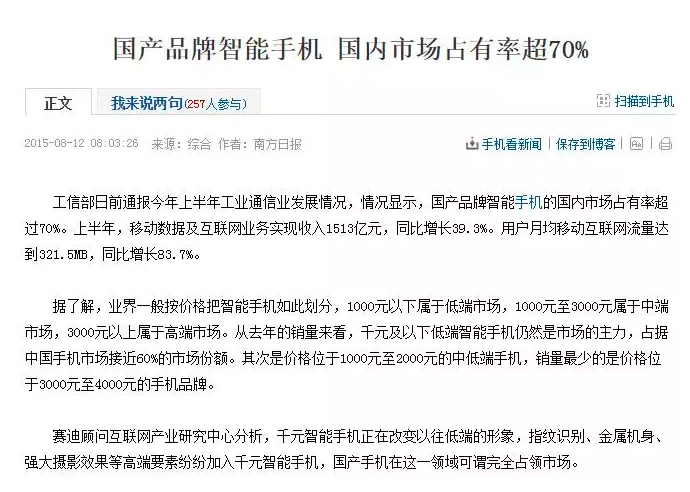 国产品牌智能手机 国内市场占有率超70%
正文
我来说两句(257人参与)
扫描到手机
2015-08-12 08:03:26 来源：综合 作者：南方日报
手机看新闻 保存到博客
工信部日前通报今年上半年工业通信业发展情况，情况显示，国产品牌智能手机的国内市场占有率超
过70%。上半年，移动数据及互联网业务实现收入1513亿元，同比增长39.3%。用户月均移动互联网流量达
到321.5MB，同比增长83.7%。
据了解，业界一般按价格把智能手机如此划分，1000元以下属于低端市场，1000元至3000元属于中端
市场，3000元以上属于高端市场。从去年的销量来看，千元及以下低端智能手机仍然是市场的主力，占据
中国手机市场接近60%的市场份额。其次是价格位于1000元至2000元的中低端手机，销量最少的是价格位
于3000元至4000元的手机品牌。
赛迪顾问互联网产业研究中心分析，千元智能手机正在改变以往低端的形象，指纹识别、金属机身、
强大摄影效果等高端要素纷纷加入千元智能手机，国产手机在这一领域可谓完全占领市场。